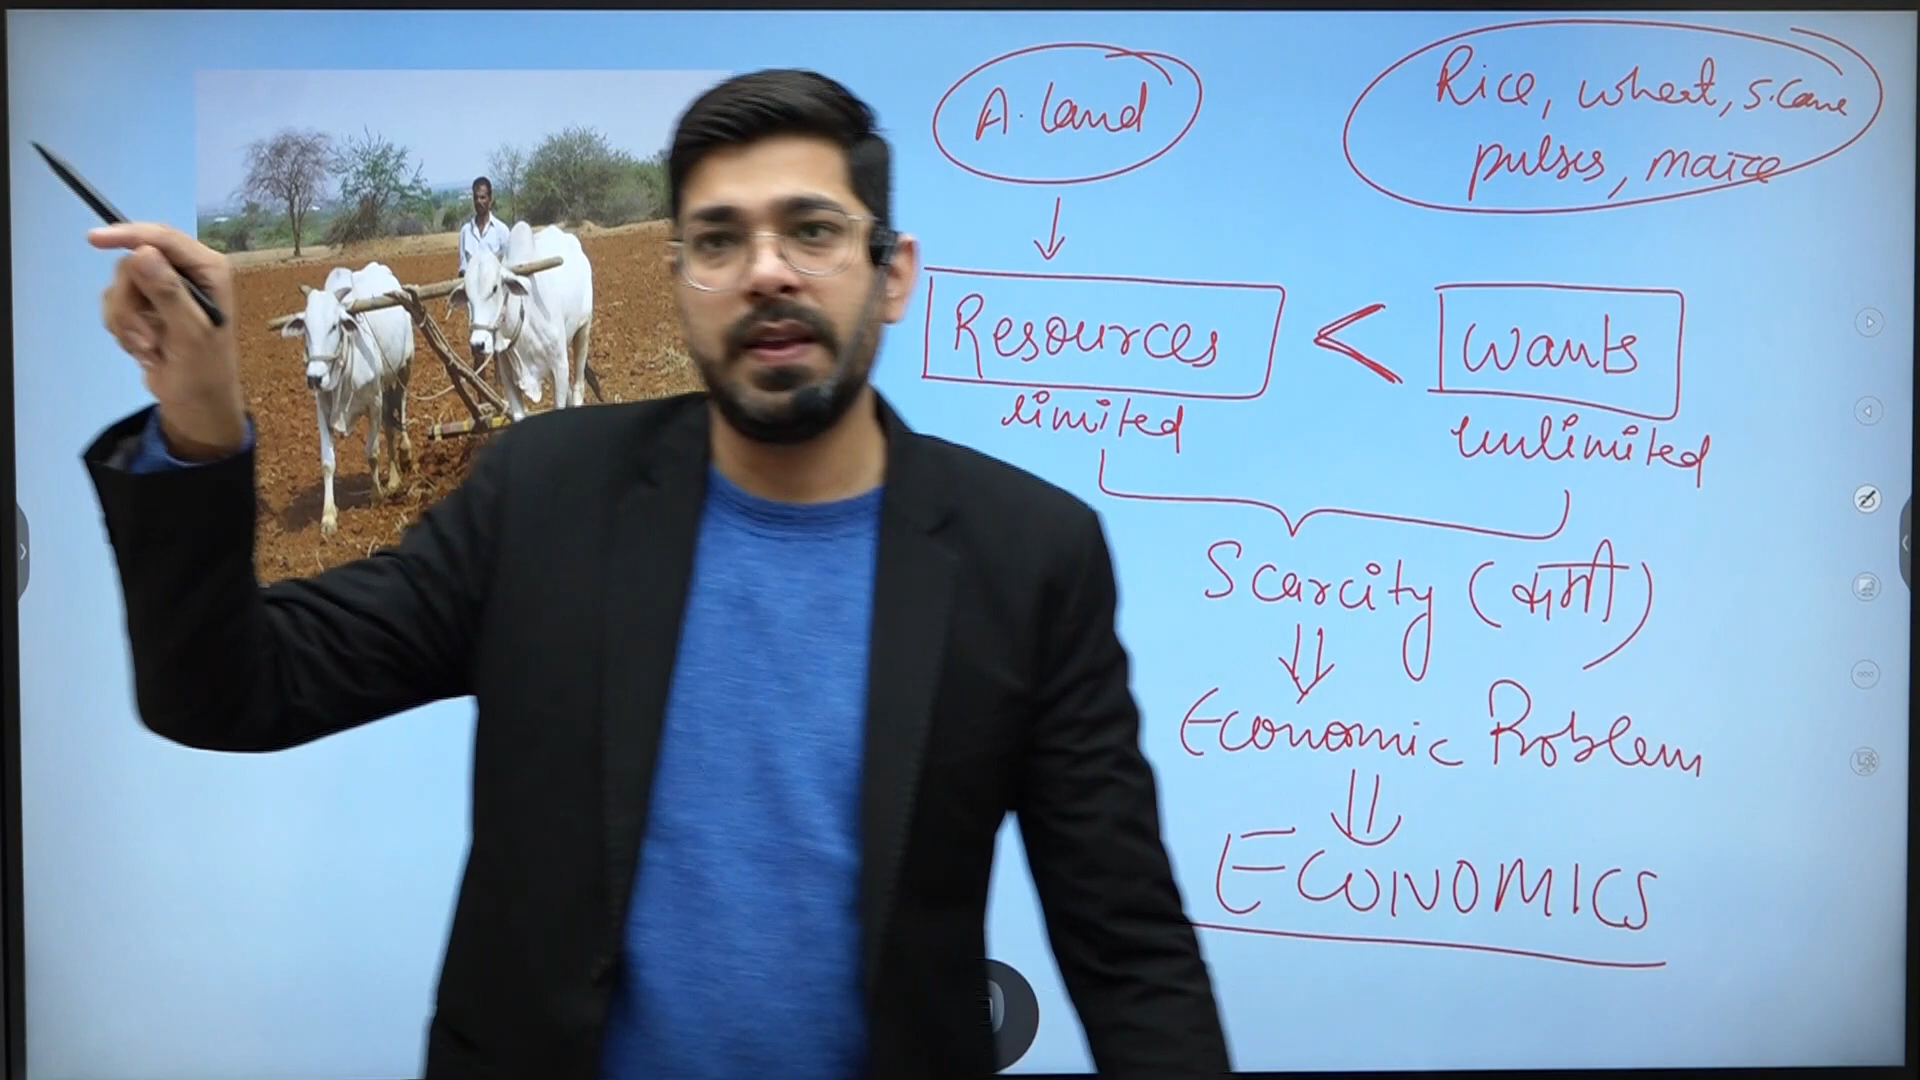 A. land
Rice, wheat, S. Cane
pulses, maize
Resources < wants
limited
unlimited
Scarcity (कमी)
Economic Problem
ECONOMICS